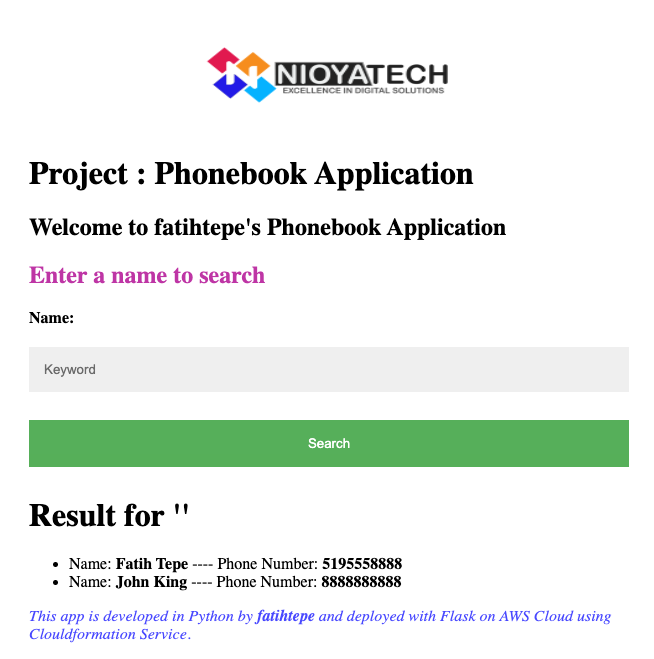 NIOYATECH
EXCELLENCE IN DIGITAL SOLUTIONS
Project : Phonebook Application
Welcome to fatihtepe's Phonebook Application
Enter a name to search
Name:
Keyword
Search
Result for ''
• Name: Fatih Tepe ---- Phone Number: 5195558888
• Name: John King ---- Phone Number: 8888888888
This app is developed in Python by fatihtepe and deployed with Flask on AWS Cloud using
Clouldformation Service.